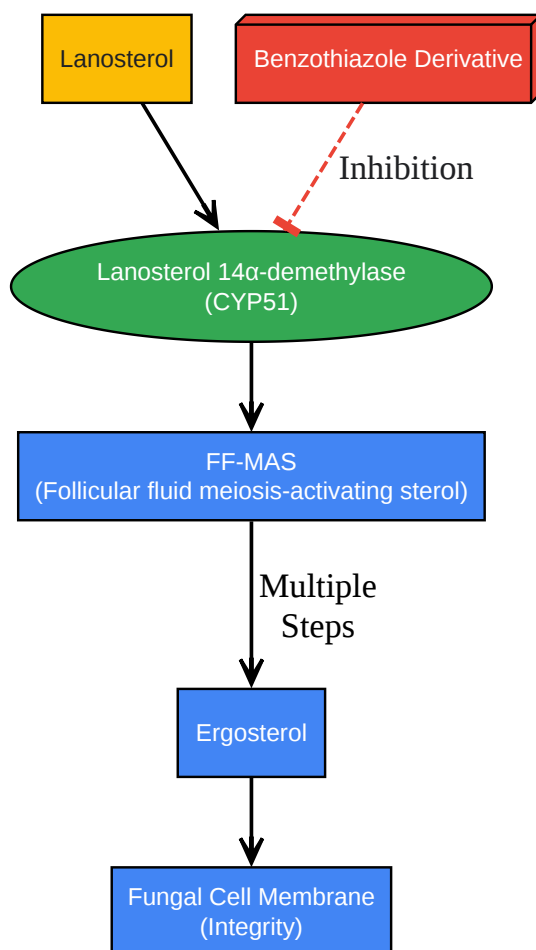 Lanosterol
Benzothiazole Derivative
Inhibition
Lanosterol 14α-demethylase
(CYP51)
FF-MAS
(Follicular fluid meiosis-activating sterol)
Multiple
Steps
Ergosterol
Fungal Cell Membrane
(Integrity)